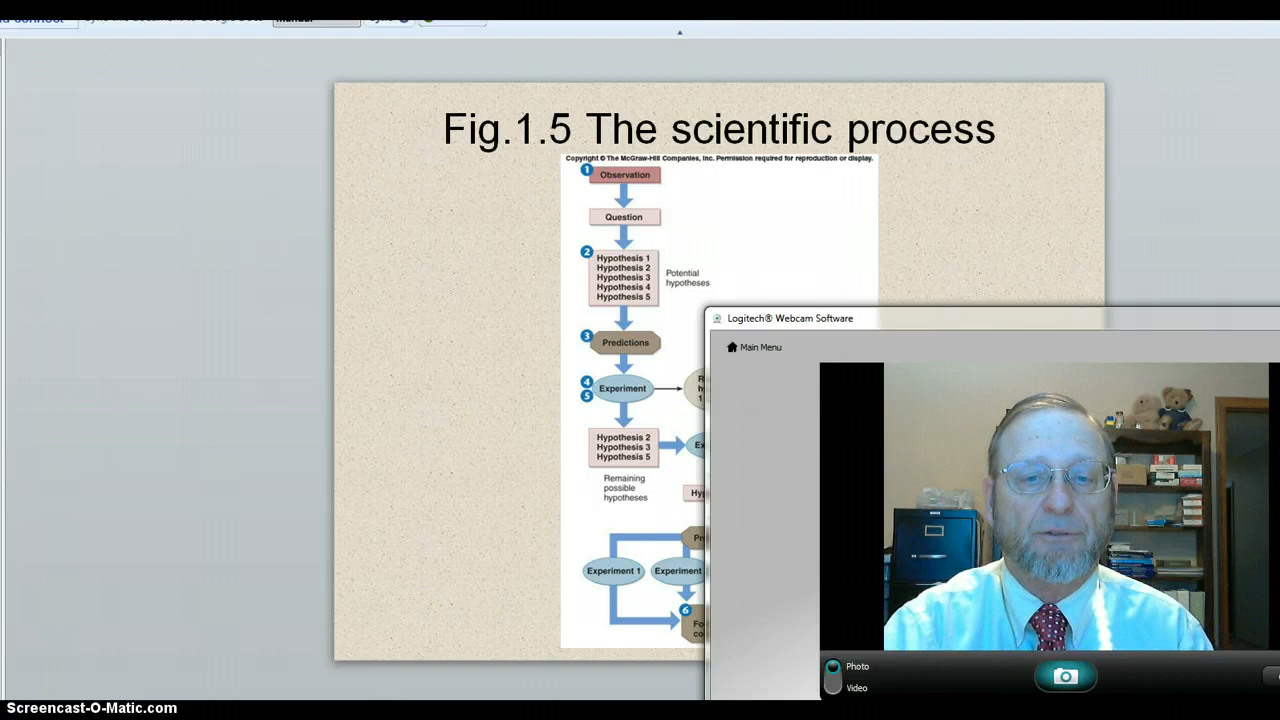 manual
Fig.1.5 The scientific process
Copyright © The McGraw-Hill Companies, Inc. Permission required for reproduction or display.
1
Observation
Question
2
Hypothesis 1
Hypothesis 2
Hypothesis 3
Hypothesis 4
Hypothesis 5
Potential
hypotheses
3
Predictions
4
5
Experiment
Hypothesis 2
Hypothesis 3
Hypothesis 5
Remaining
possible
hypotheses
Experiment 1
Experiment
6
Logitech® Webcam Software
Main Menu
Photo
Video
Screencast-O-Matic.com